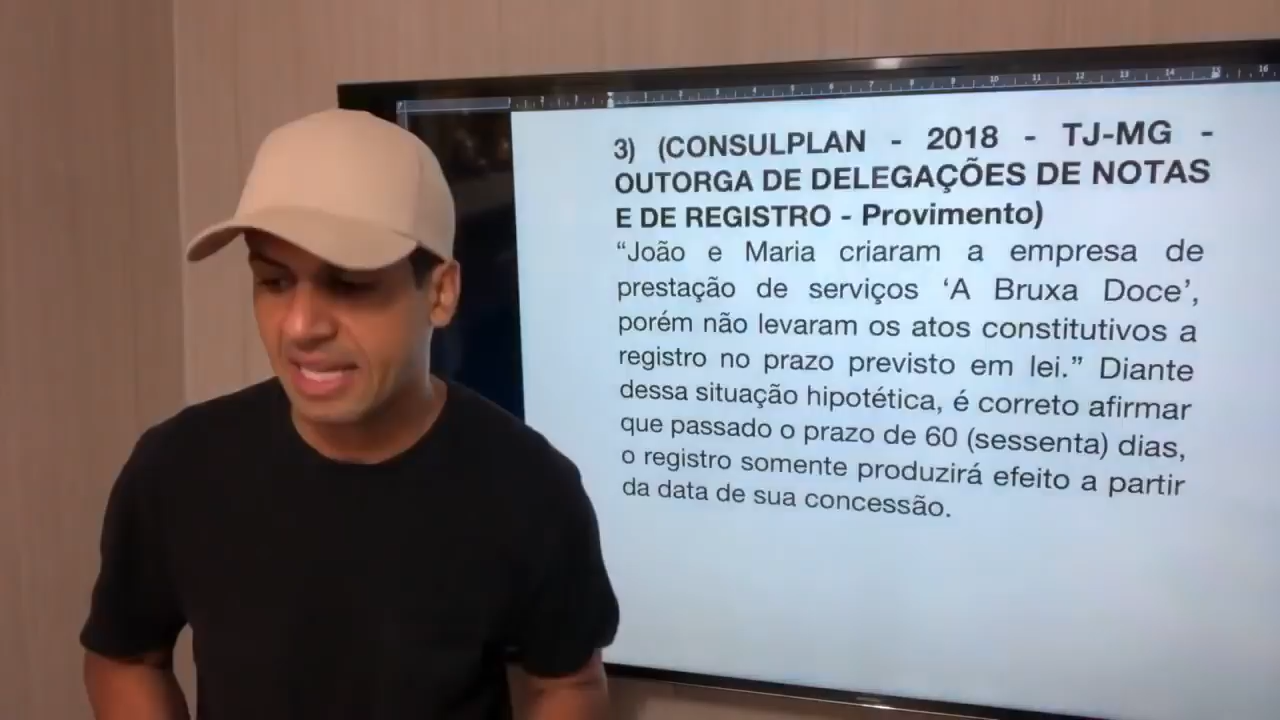 3) (CONSULPLAN - 2018 - TJ-MG -
OUTORGA DE DELEGAÇÕES DE NOTAS
E DE REGISTRO - Provimento)
“João e Maria criaram a empresa de
prestação de serviços ‘A Bruxa Doce’,
porém não levaram os atos constitutivos a
registro no prazo previsto em lei.” Diante
dessa situação hipotética, é correto afirmar
que passado o prazo de 60 (sessenta) dias,
o registro somente produzirá efeito a partir
da data de sua concessão.